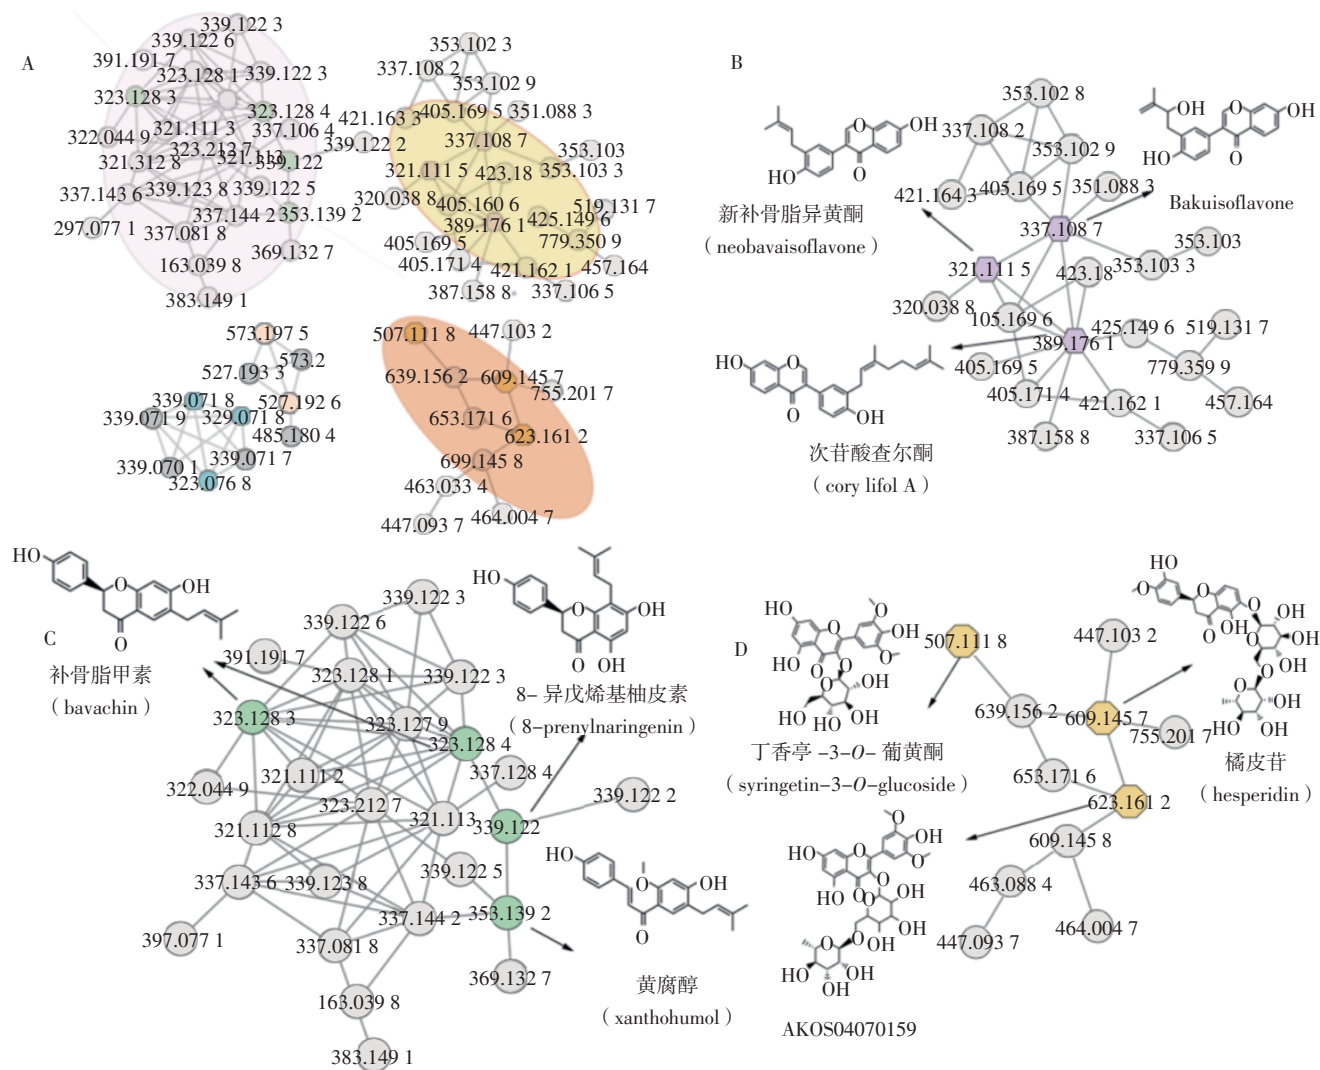 A
339.122 3
339.122 6
391.191 7
323.128 1
339.122 3
323.128 3
323.128 4
322.044 9
321.111 3
337.106 4
323.212 7
321.113
339.122
321.312 8
339.122 2
337.143 6
339.123 8
339.122 5
337.144 2
353.139 2
297.077 1
337.081 8
369.132 7
163.039 8
383.149 1
353.102 3
337.108 2
353.102 9
421.163 3
405.169 5
351.088 3
337.108 7
353.103
321.111 5
423.18
353.103 3
320.038 8
405.160 6
519.131 7
389.176 1
425.149 6
405.169 5
779.350 9
405.171 4
421.162 1
457.164
387.158 8
337.106 5
573.197 5
573.2
527.193 3
339.071 8
527.192 6
339.071 9
329.071 8
485.180 4
339.070 1
339.071 7
323.076 8
507.111 8
447.103 2
639.156 2
609.145 7
755.201 7
653.171 6
623.161 2
699.145 8
463.033 4
464.004 7
447.093 7
B
353.102 8
337.108 2
353.102 9
421.164 3
405.169 5
351.088 3
337.108 7
353.103
321.111 5
423.18
353.103 3
320.038 8
105.169 6
425.149 6
519.131 7
389.176 1
405.169 5
779.359 9
405.171 4
421.162 1
457.164
387.158 8
337.106 5
OH
HO
新补骨脂异黄酮
(neobavaisoflavone)
OH
OH
HO
Bakuisoflavone
HO
OH
次苷酸查尔酮
(cory lifol A)
C
HO
OH
补骨脂甲素
(bavachin)
HO
OH
OH
8- 异戊烯基柚皮素
(8-prenylnaringenin)
339.122 3
339.122 6
391.191 7
323.128 1
339.122 3
323.128 3
323.127 9
323.128 4
321.111 2
337.128 4
322.044 9
323.212 7
339.122 2
321.112 8
321.113
339.122
337.143 6
339.123 8
339.122 5
337.144 2
353.139 2
397.077 1
337.081 8
369.132 7
163.039 8
383.149 1
HO
OH
黄腐醇
(xanthohumol)
D
HO
OH
HO
OH
HO
HO
OH
丁香亭 -3-O- 葡黄酮
(syringetin-3-O-glucoside)
507.111 8
447.103 2
639.156 2
609.145 7
755.201 7
653.171 6
623.161 2
609.145 8
463.088 4
447.093 7
464.004 7
HO
OH
OH
OH
OH
OH
HO
HO
OH
橘皮苷
(hesperidin)
HO
OH
OH
OH
OH
OH
HO
OH
OH
AKOS04070159